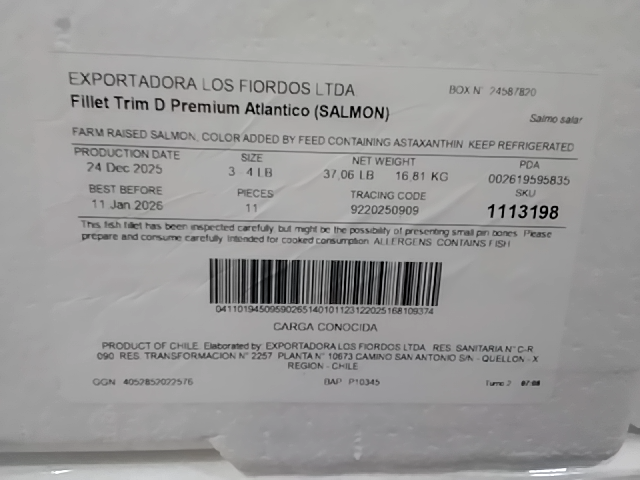 EXPORTADORA LOS FIORDOS LTDA
BOX N° 24587820
Fillet Trim D Premium Atlantico (SALMON)
Salmo salar
FARM RAISED SALMON, COLOR ADDED BY FEED CONTAINING ASTAXANTHIN KEEP REFRIGERATED
PRODUCTION DATE SIZE NET WEIGHT PDA
24 Dec 2025 3 - 4 LB 37.06 LB 16.81 KG 002619595835
BEST BEFORE PIECES TRACING CODE SKU
11 Jan 2026 11 9220250909 1113198
This fish fillet has been inspected carefully but might be the possibility of presenting small pin bones. Please
prepare and consume carefully. Intended for cooked consumption. ALLERGENS: CONTAINS FISH
CARGA CONOCIDA
PRODUCT OF CHILE. Elaborated by: EXPORTADORA LOS FIORDOS LTDA. RES. SANITARIA N° C-R
090 RES. TRANSFORMACION N° 2257 PLANTA N° 10673 CAMINO SAN ANTONIO S/N - QUELLON - X
REGION - CHILE
GGN 4052852022576 BAP P10345 Turno 2 07:08